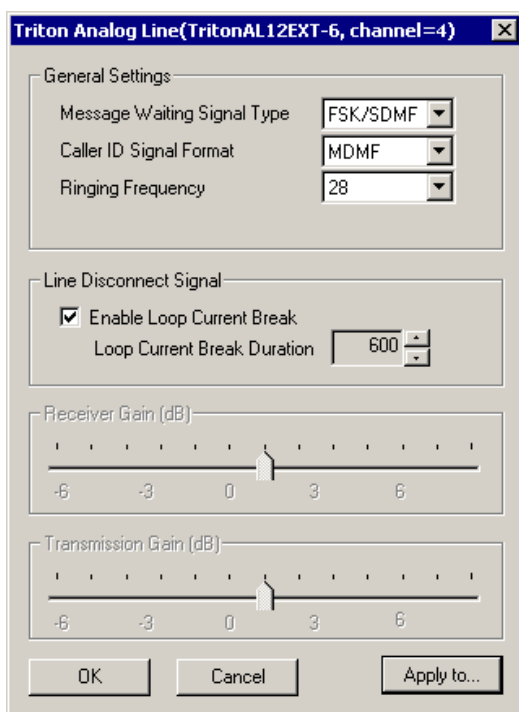 Triton Analog Line(TritonAL12EXT-6, channel=4)
General Settings
Message Waiting Signal Type FSK/SDMF
Caller ID Signal Format MDMF
Ringing Frequency 28
Line Disconnect Signal
Enable Loop Current Break
Loop Current Break Duration 600
Receiver Gain (dB)
-6 -3 0 3 6
Transmission Gain (dB)
-6 -3 0 3 6
OK Cancel Apply to...